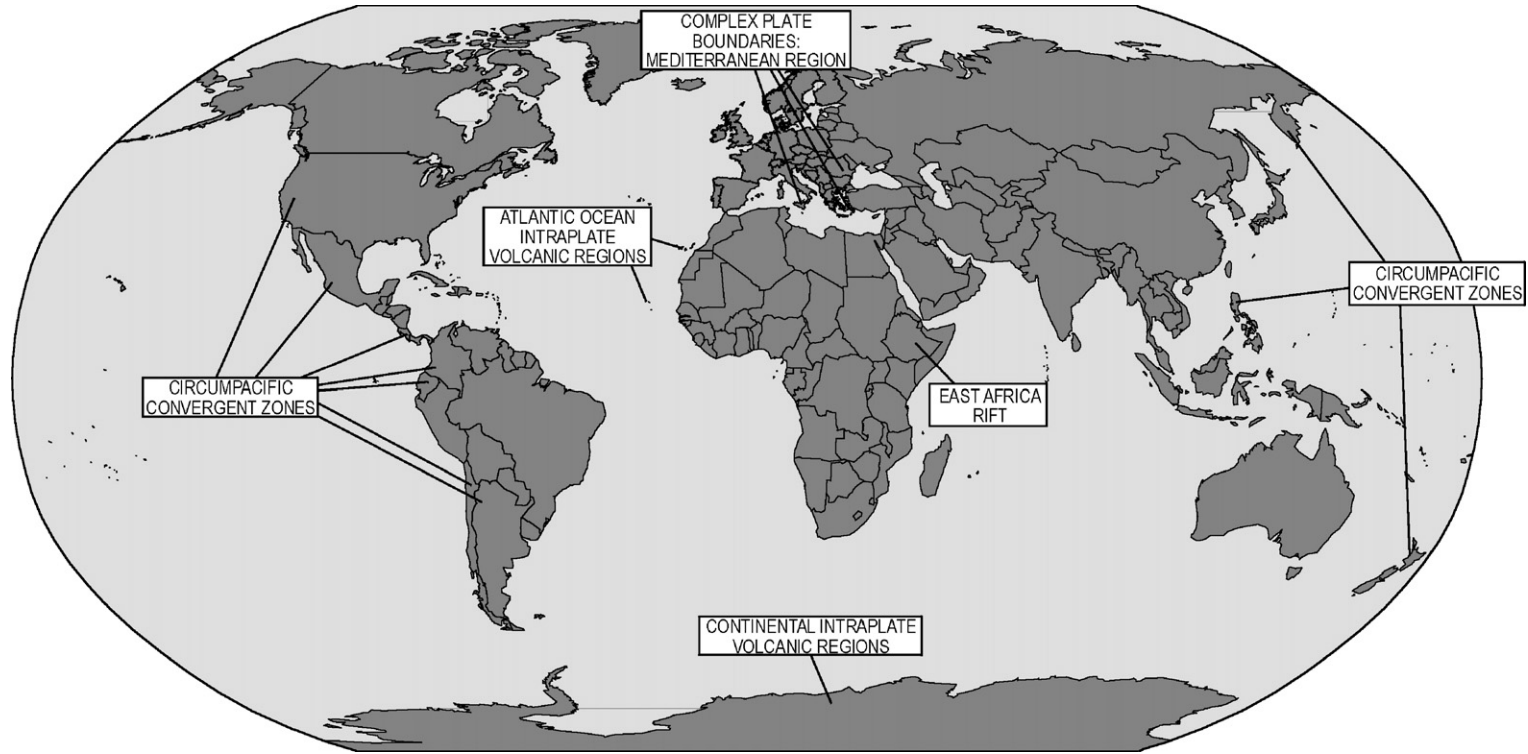 COMPLEX PLATE
BOUNDARIES:
MEDITERRANEAN REGION
ATLANTIC OCEAN
INTRAPLATE
VOLCANIC REGIONS
CIRCUMPACIFIC
CONVERGENT ZONES
CIRCUMPACIFIC
CONVERGENT ZONES
EAST AFRICA
RIFT
CONTINENTAL INTRAPLATE
VOLCANIC REGIONS